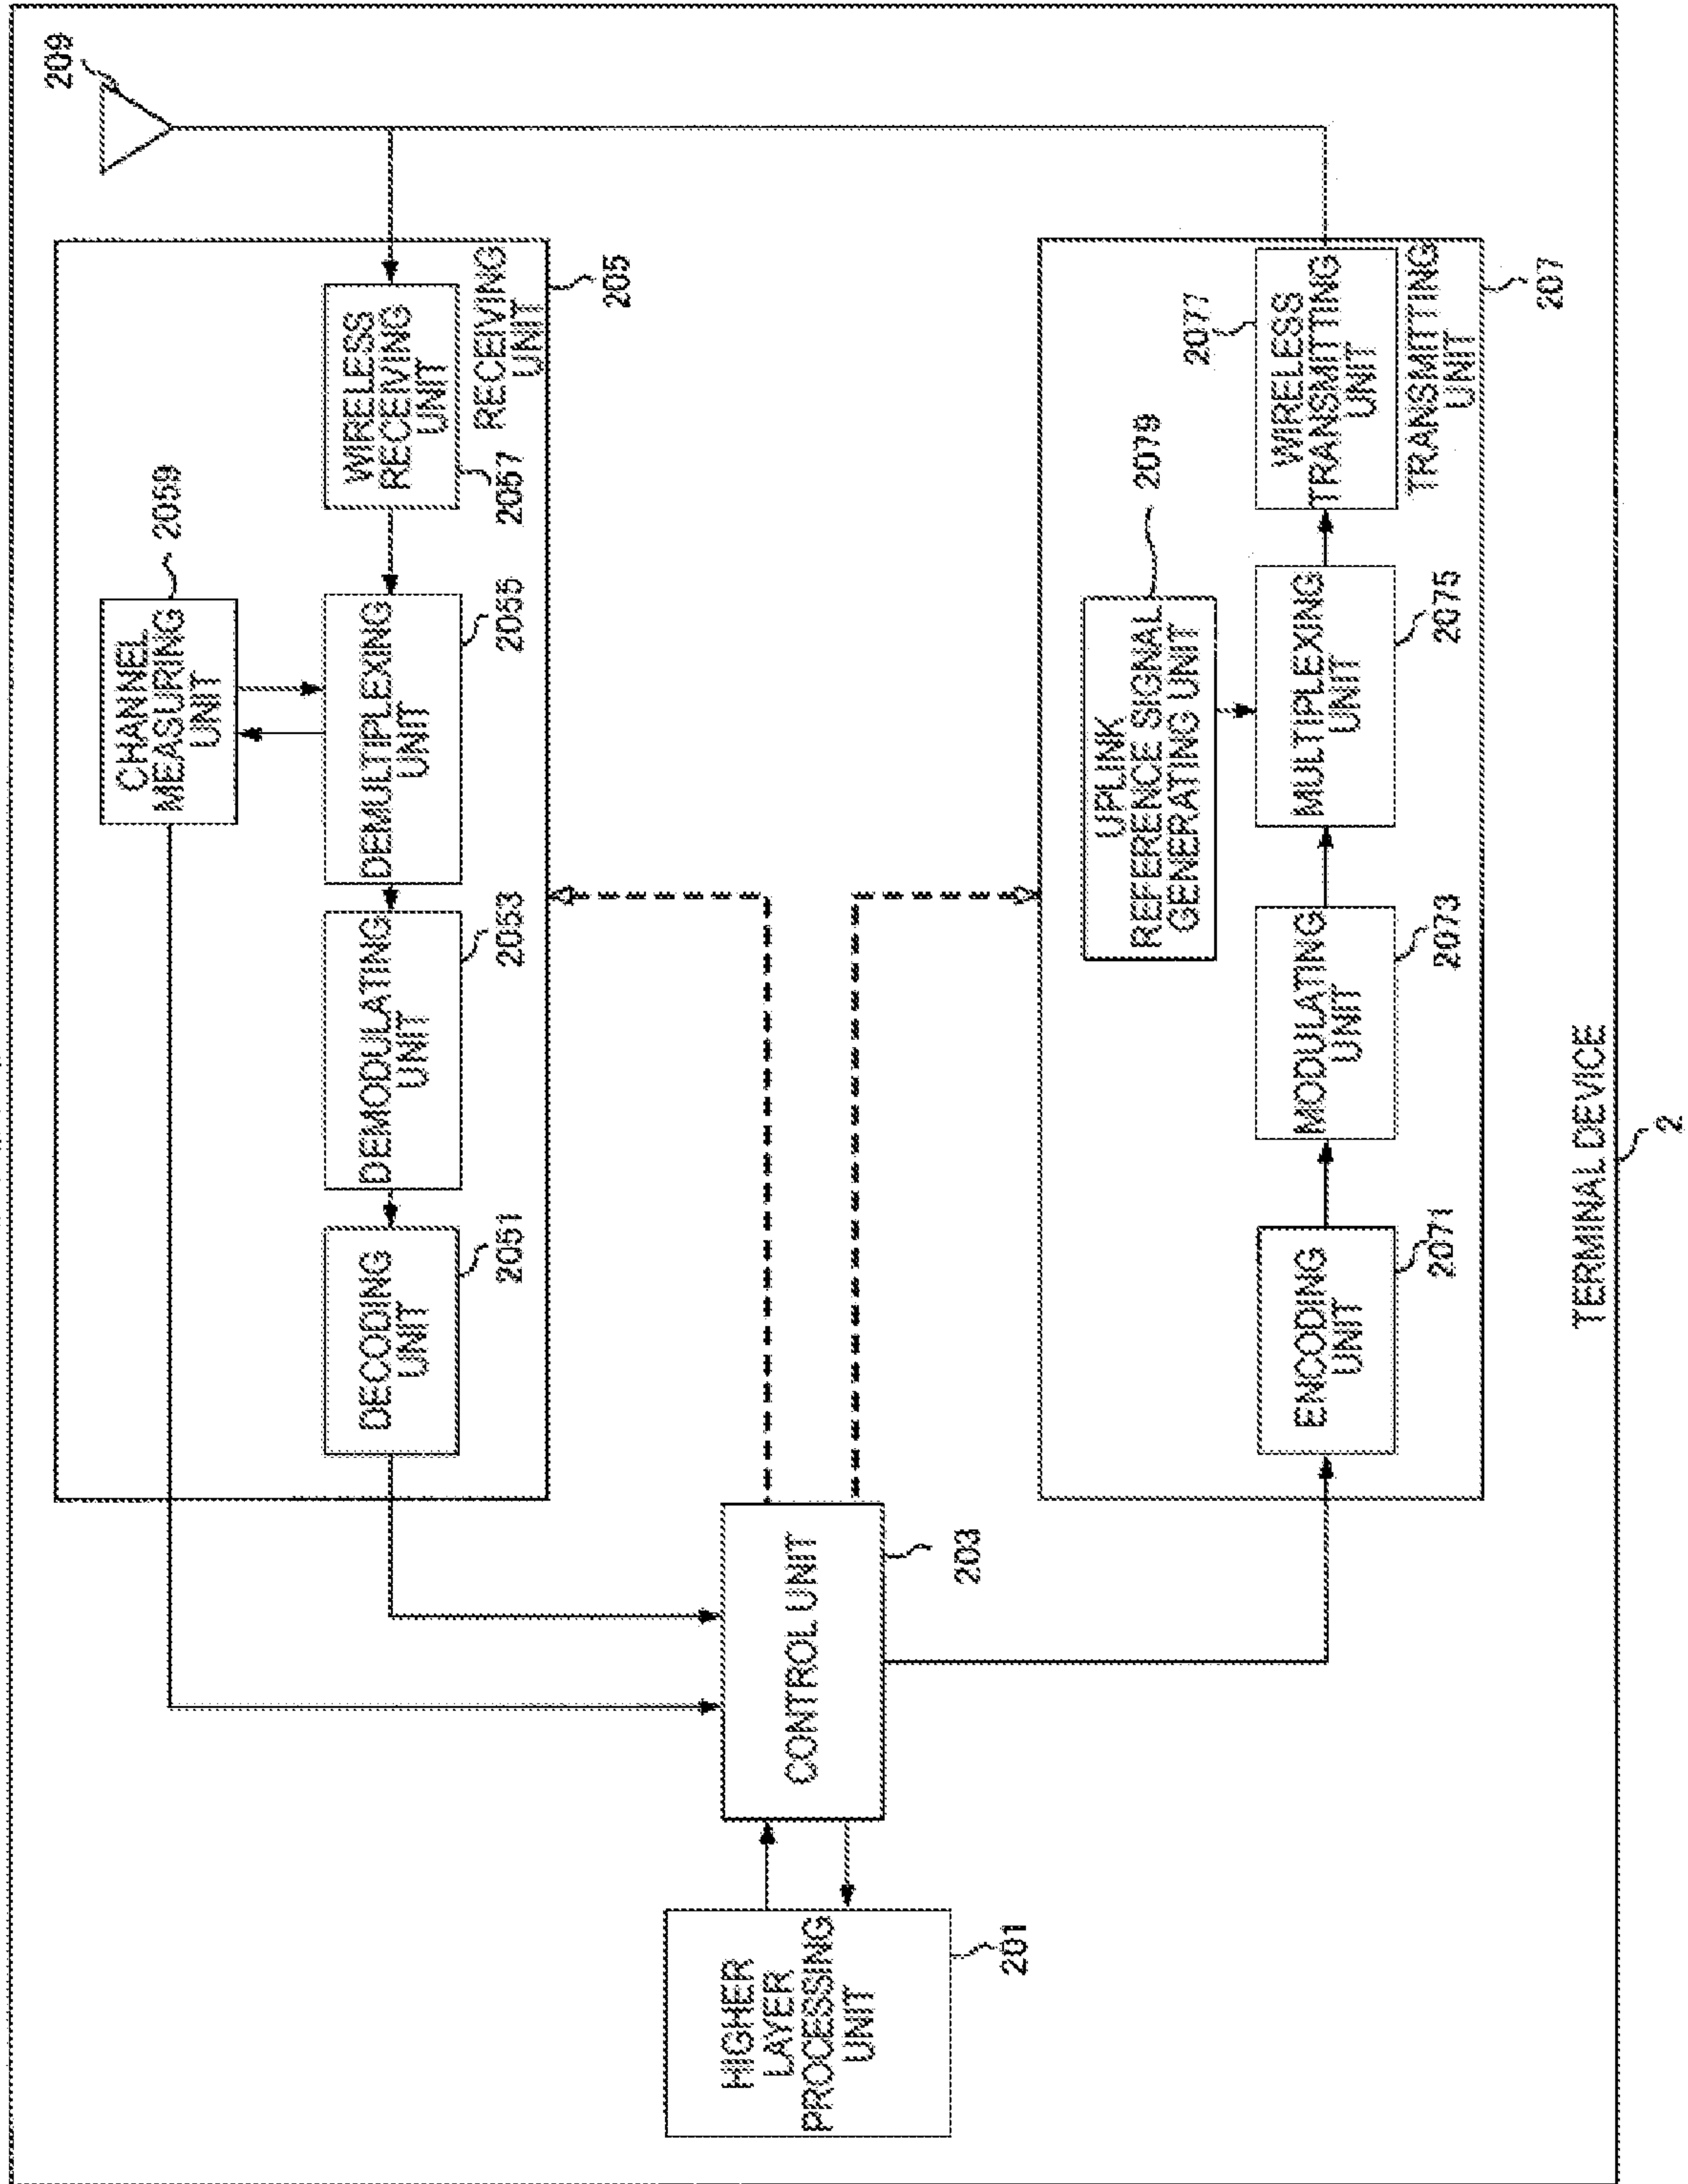 209
CHANNEL
MEASURING
UNIT
2059
DECODING
UNIT
2051
DEMODULATING
UNIT
2053
DEMULTIPLEXING
UNIT
2055
WIRELESS
RECEIVING
UNIT
2057
RECEIVING
UNIT
205
HIGHER
LAYER
PROCESSING
UNIT
201
CONTROL UNIT
203
UPLINK
REFERENCE SIGNAL
GENERATING UNIT
2079
ENCODING
UNIT
2071
MODULATING
UNIT
2073
MULTIPLEXING
UNIT
2075
WIRELESS
TRANSMITTING
UNIT
2077
TRANSMITTING
UNIT
207
TERMINAL DEVICE
2